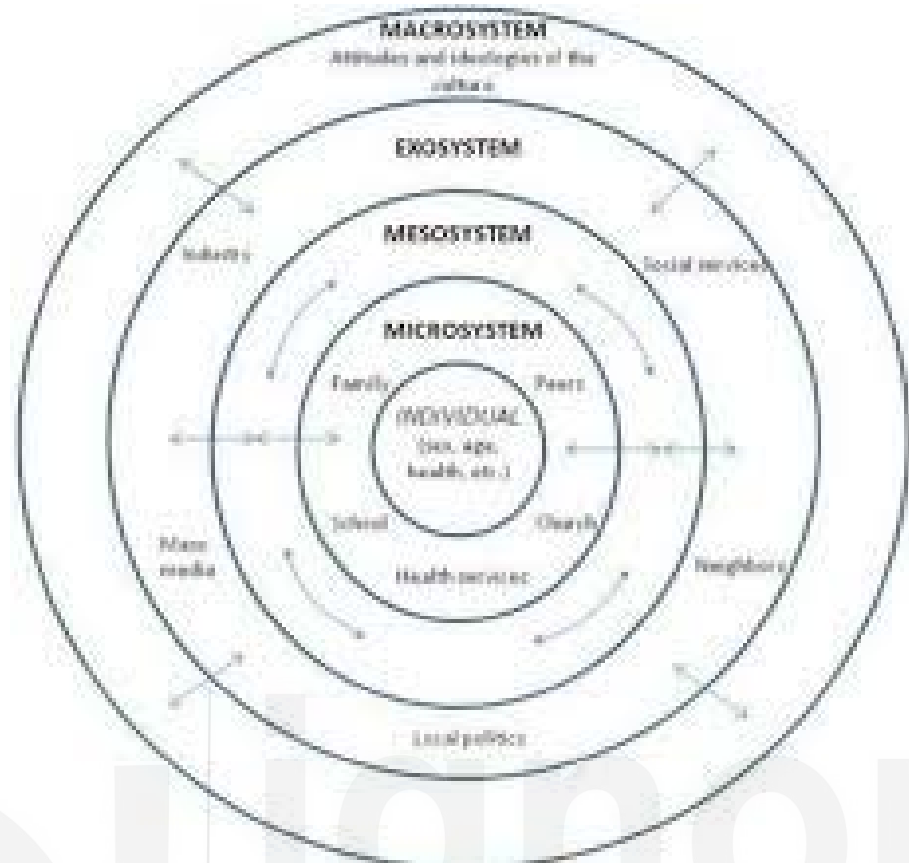 MACROSYSTEM
Attitudes and ideologies of the
culture
EXOSYSTEM
MESOSYSTEM
Industry
Social services
MICROSYSTEM
Family
Peers
INDIVIDUAL
(sex, age,
health, etc.)
School
Church
Mass
media
Health services
Neighbors
Local politics